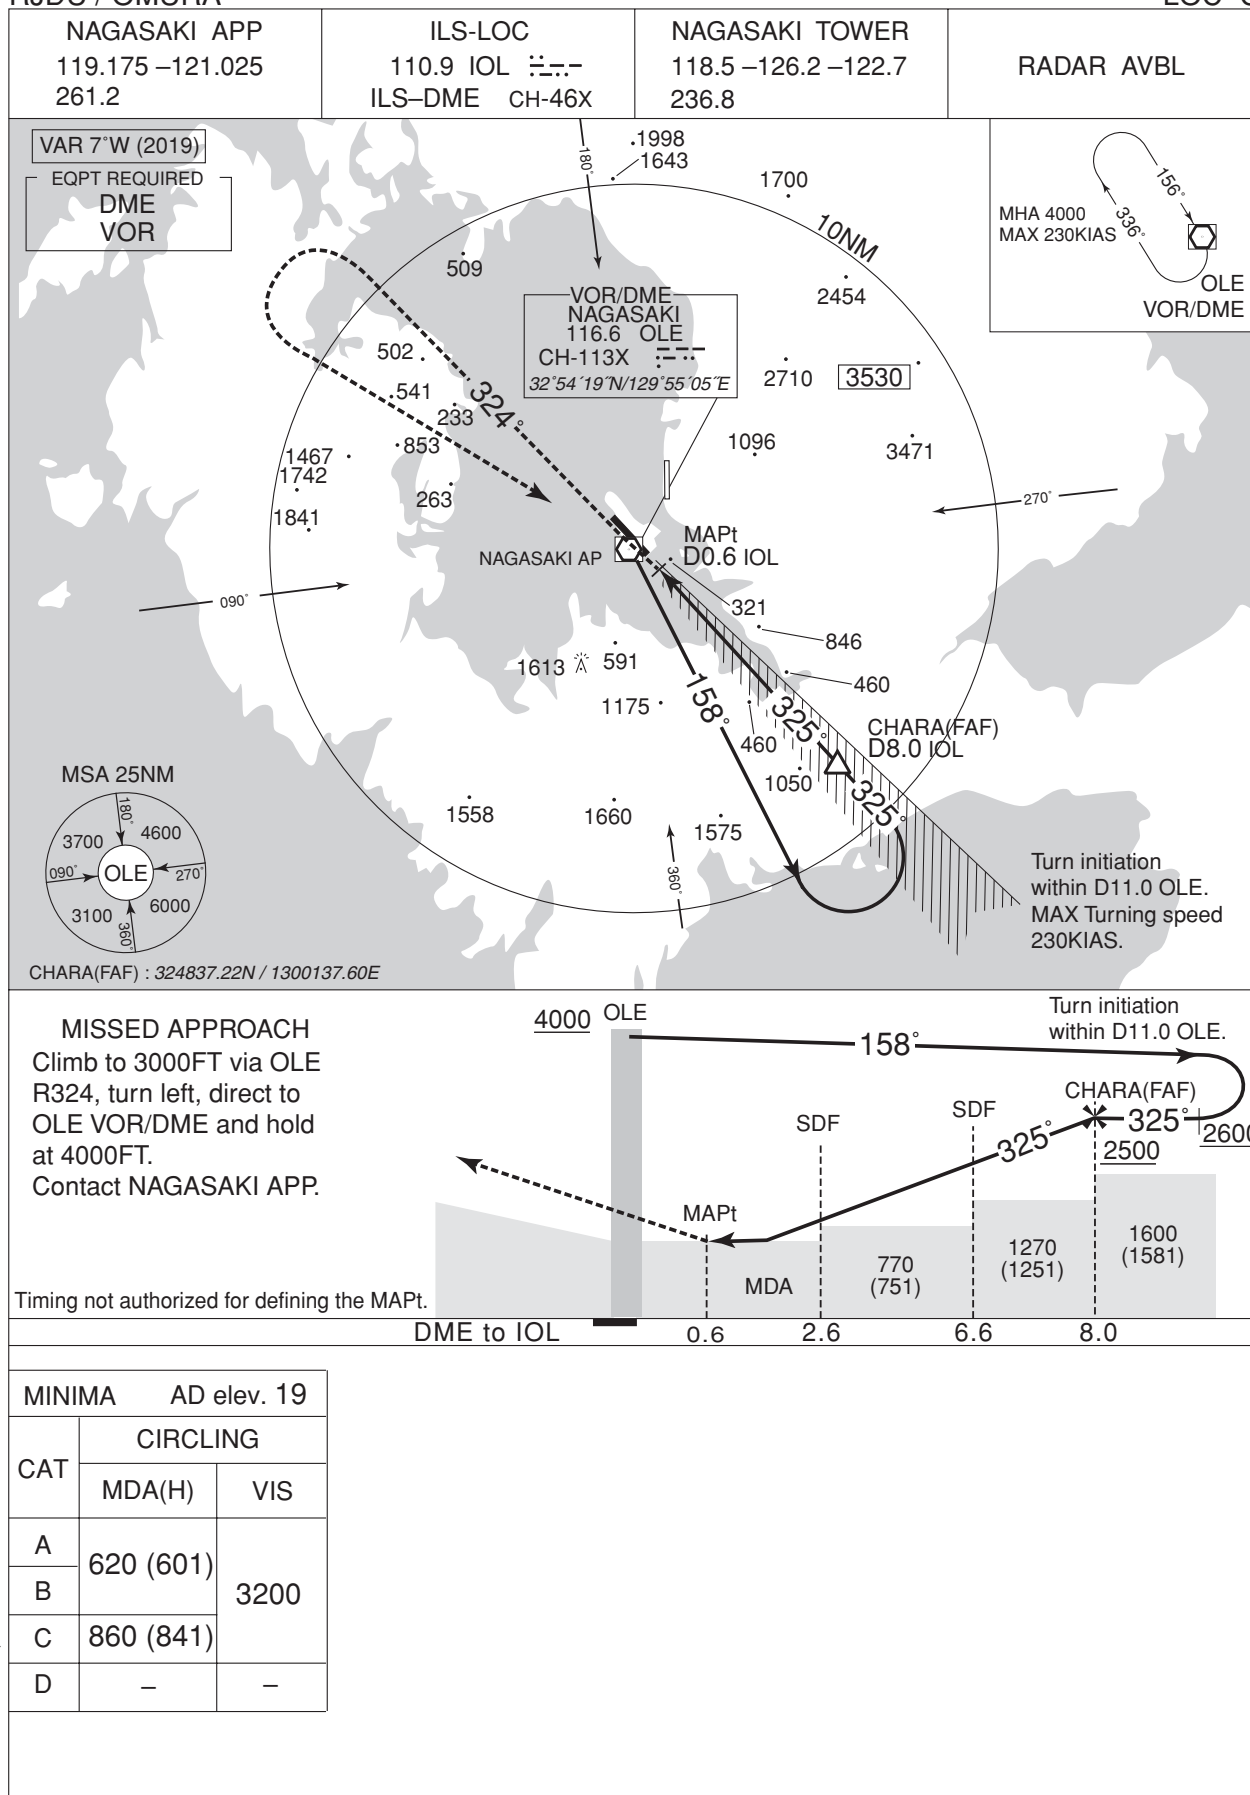 NAGASAKI APP
119.175 –121.025
261.2
ILS-LOC
110.9 IOL
ILS–DME CH-46X
NAGASAKI TOWER
118.5 –126.2 –122.7
236.8
RADAR AVBL
VAR 7°W (2019)
EQPT REQUIRED
DME
VOR
180°
1998
1643
1700
10NM
509
2454
VOR/DME
NAGASAKI
116.6 OLE
CH-113X
32°54´19˝N/129°55´05˝E
MHA 4000
MAX 230KIAS
156°
336°
OLE
VOR/DME
502
541
233
324°
2710
3530
853
1467
1742
263
1841
1096
3471
270°
NAGASAKI AP
MAPt
D0.6 IOL
090°
321
846
1613
591
460
1175
158°
325°
460
CHARA(FAF)
D8.0 IOL
1050
325°
1558
1660
1575
360°
MSA 25NM
180°
3700
4600
090°
OLE
270°
3100
6000
360°
Turn initiation
within D11.0 OLE.
MAX Turning speed
230KIAS.
CHARA(FAF) : 324837.22N / 1300137.60E
MISSED APPROACH
Climb to 3000FT via OLE
R324, turn left, direct to
OLE VOR/DME and hold
at 4000FT.
Contact NAGASAKI APP.
Timing not authorized for defining the MAPt.
4000
OLE
158°
Turn initiation
within D11.0 OLE.
CHARA(FAF)
SDF
SDF
325°
325°
2600
2500
MAPt
MDA
770
(751)
1270
(1251)
1600
(1581)
DME to IOL
0.6
2.6
6.6
8.0
MINIMA AD elev. 19
CAT
CIRCLING
MDA(H)
VIS
A
620 (601)
B
3200
C
860 (841)
D
–
–